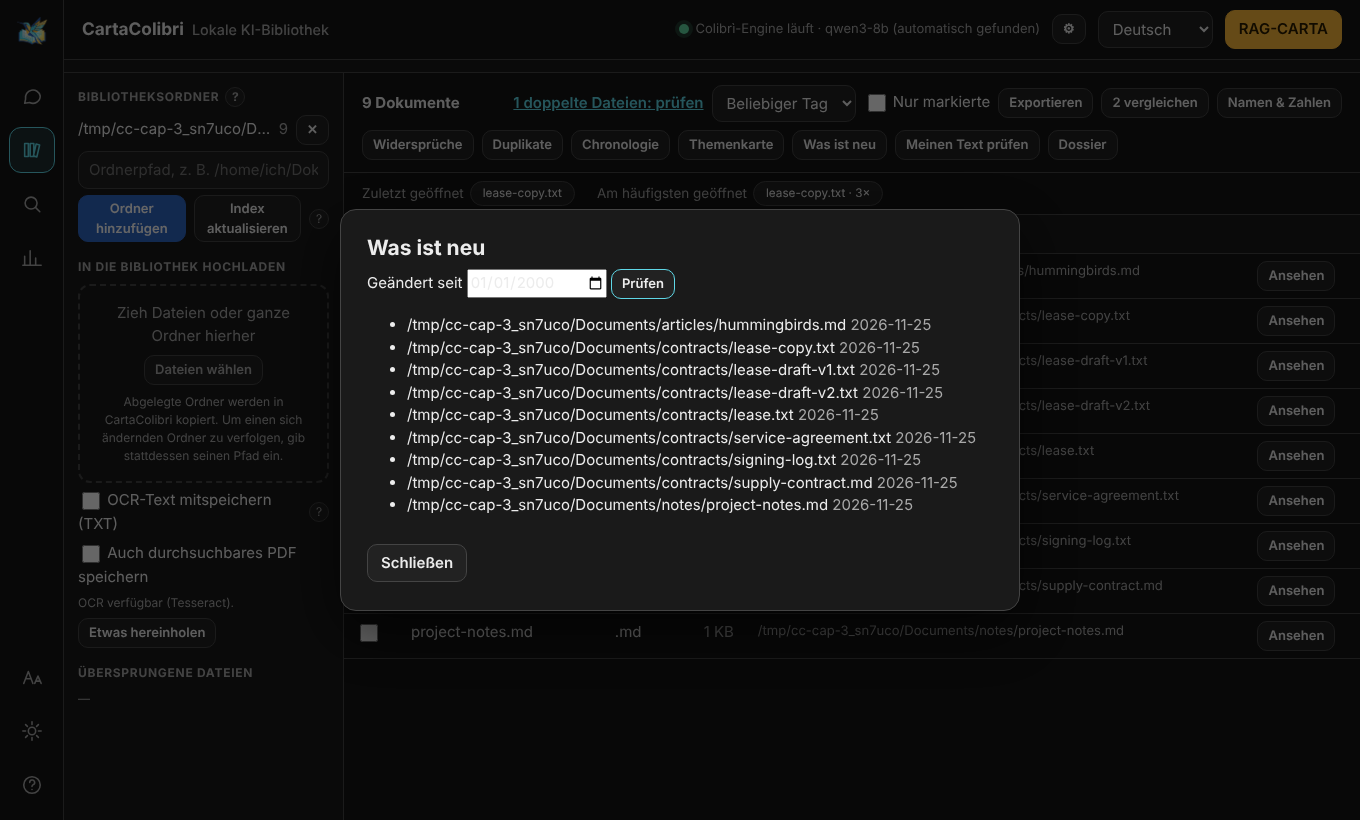 CartaColibri Lokale KI-Bibliothek
Colibri-Engine läuft · qwen3-8b (automatisch gefunden)
Deutsch
RAG-CARTA
BIBLIOTHEKSORDNER ?
/tmp/cc-cap-3_sn7uco/D... 9
Ordnerpfad, z. B. /home/ich/Dok
Ordner hinzufügen
Index aktualisieren
?
IN DIE BIBLIOTHEK HOCHLADEN
Zieh Dateien oder ganze
Ordner hierher
Dateien wählen
Abgelegte Ordner werden in
CartaColibri kopiert. Um einen sich
ändernden Ordner zu verfolgen, gib
stattdessen seinen Pfad ein.
OCR-Text mitspeichern
(TXT)
?
Auch durchsuchbares PDF
speichern
OCR verfügbar (Tesseract).
Etwas hereinholen
ÜBERSPRUNGENE DATEIEN
—
9 Dokumente
1 doppelte Dateien: prüfen
Beliebiger Tag
Nur markierte
Exportieren
2 vergleichen
Namen & Zahlen
Widersprüche
Duplikate
Chronologie
Themenkarte
Was ist neu
Meinen Text prüfen
Dossier
Zuletzt geöffnet lease-copy.txt Am häufigsten geöffnet lease-copy.txt · 3×
Was ist neu
Geändert seit 01/01/2000 Prüfen
/tmp/cc-cap-3_sn7uco/Documents/articles/hummingbirds.md 2026-11-25
/tmp/cc-cap-3_sn7uco/Documents/contracts/lease-copy.txt 2026-11-25
/tmp/cc-cap-3_sn7uco/Documents/contracts/lease-draft-v1.txt 2026-11-25
/tmp/cc-cap-3_sn7uco/Documents/contracts/lease-draft-v2.txt 2026-11-25
/tmp/cc-cap-3_sn7uco/Documents/contracts/lease.txt 2026-11-25
/tmp/cc-cap-3_sn7uco/Documents/contracts/service-agreement.txt 2026-11-25
/tmp/cc-cap-3_sn7uco/Documents/contracts/signing-log.txt 2026-11-25
/tmp/cc-cap-3_sn7uco/Documents/contracts/supply-contract.md 2026-11-25
/tmp/cc-cap-3_sn7uco/Documents/notes/project-notes.md 2026-11-25
Schließen
s/hummingbirds.md Ansehen
cts/lease-copy.txt Ansehen
cts/lease-draft-v1.txt Ansehen
cts/lease-draft-v2.txt Ansehen
cts/lease.txt Ansehen
cts/service-agreement.txt Ansehen
cts/signing-log.txt Ansehen
cts/supply-contract.md Ansehen
project-notes.md .md 1 KB /tmp/cc-cap-3_sn7uco/Documents/notes/project-notes.md Ansehen